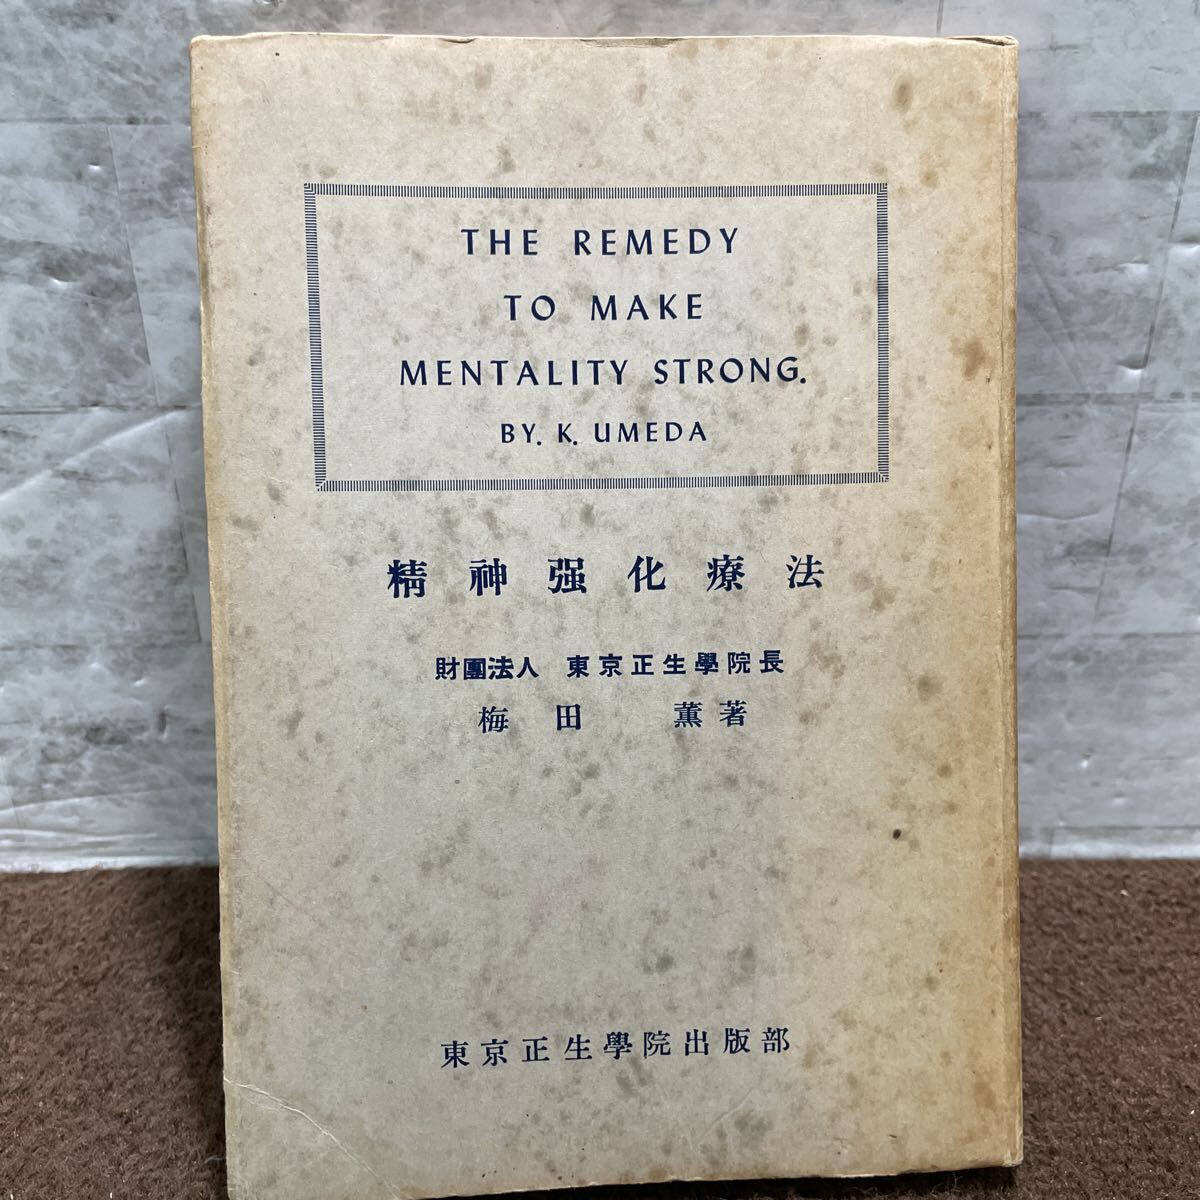 THE REMEDY
TO MAKE
MENTALITY STRONG.
BY. K. UMEDA
精神强化療法
財團法人 東京正生學院長
梅田 薫著
東京正生學院出版部